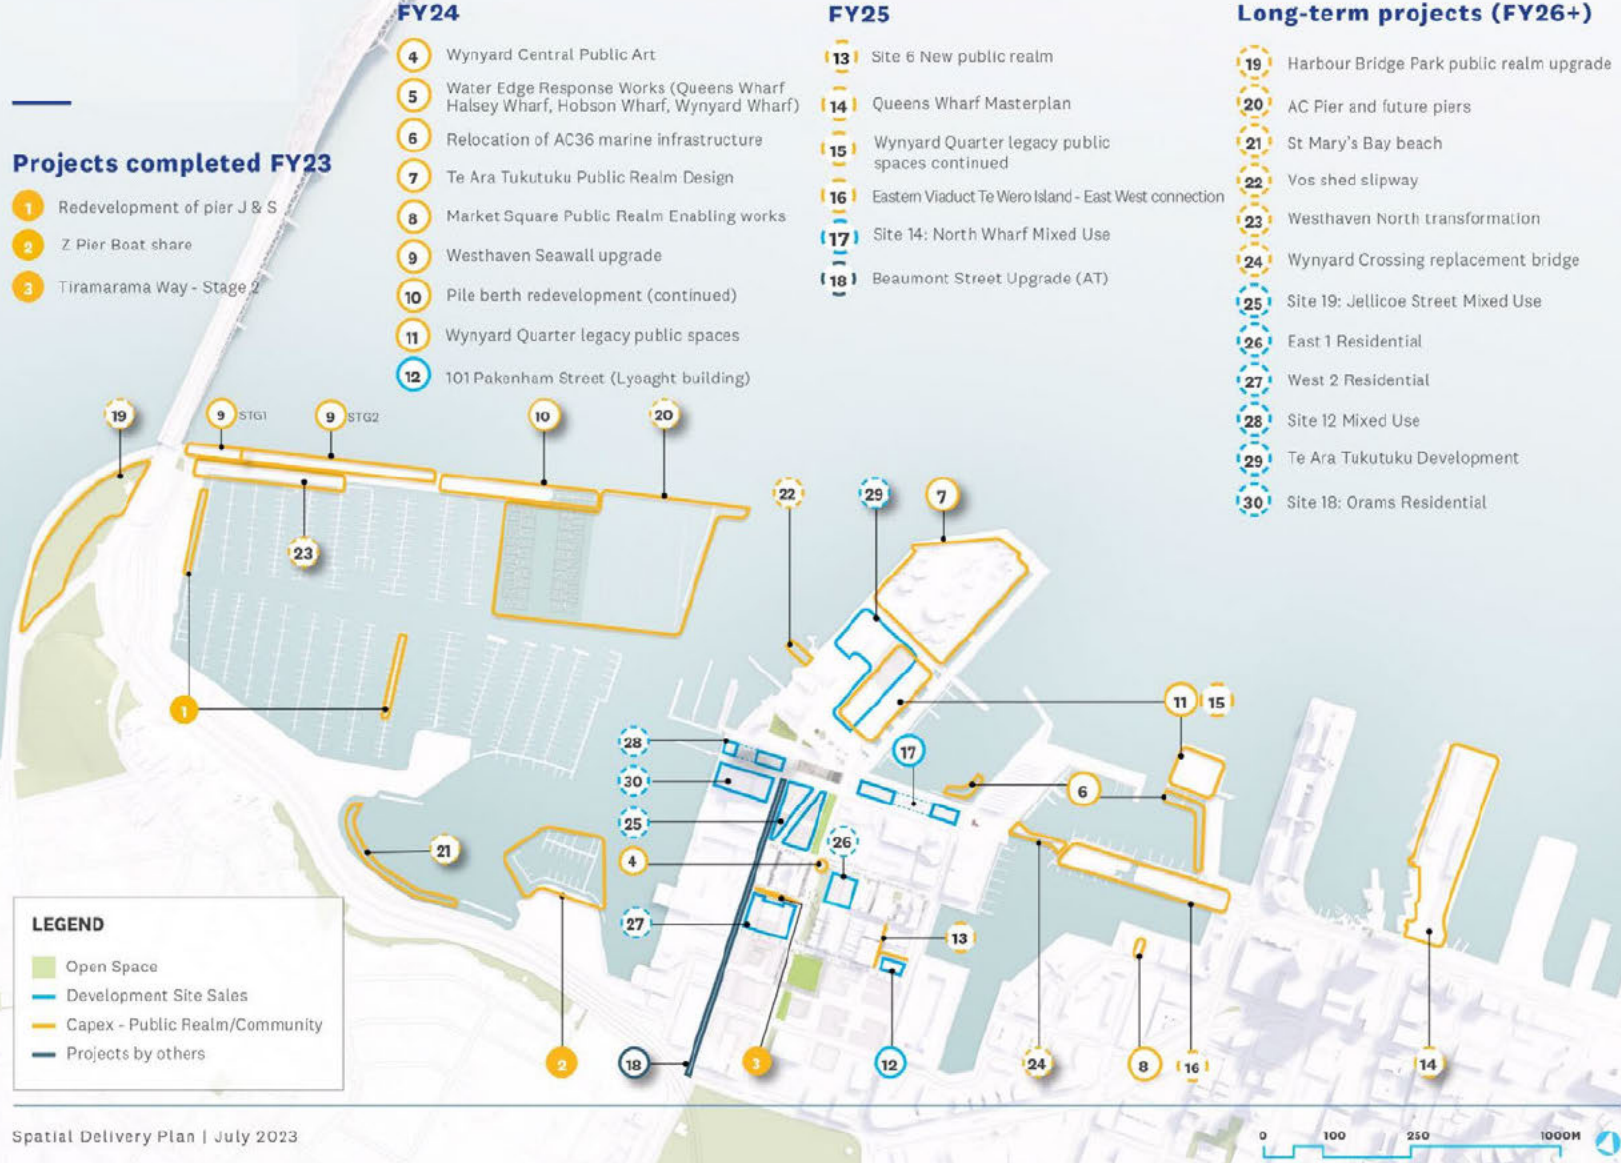 FY24
4 Wynyard Central Public Art
5 Water Edge Response Works (Queens Wharf
Halsey Wharf, Hobson Wharf, Wynyard Wharf)
6 Relocation of AC36 marine infrastructure
7 Te Ara Tukutuku Public Realm Design
8 Market Square Public Realm Enabling works
9 Westhaven Seawall upgrade
10 Pile berth redevelopment (continued)
11 Wynyard Quarter legacy public spaces
12 101 Pakenham Street (Lysaght building)
FY25
13 Site 6 New public realm
14 Queens Wharf Masterplan
15 Wynyard Quarter legacy public
spaces continued
16 Eastern Viaduct Te Wero Island - East West connection
17 Site 14: North Wharf Mixed Use
18 Beaumont Street Upgrade (AT)
Long-term projects (FY26+)
19 Harbour Bridge Park public realm upgrade
20 AC Pier and future piers
21 St Mary's Bay beach
22 Vos shed slipway
23 Westhaven North transformation
24 Wynyard Crossing replacement bridge
25 Site 19: Jellicoe Street Mixed Use
26 East 1 Residential
27 West 2 Residential
28 Site 12 Mixed Use
29 Te Ara Tukutuku Development
30 Site 18: Orams Residential
Projects completed FY23
1 Redevelopment of pier J & S
2 Z Pier Boat share
3 Tiramarama Way - Stage 2
19
9 STG1
9 STG2
10
20
22
29
7
23
1
11 15
28
17
30
6
25
26
21
4
27
13
2
18
3
12
24
8
16
14
LEGEND
Open Space
Development Site Sales
Capex - Public Realm/Community
Projects by others
Spatial Delivery Plan | July 2023
0 100 250 1000M